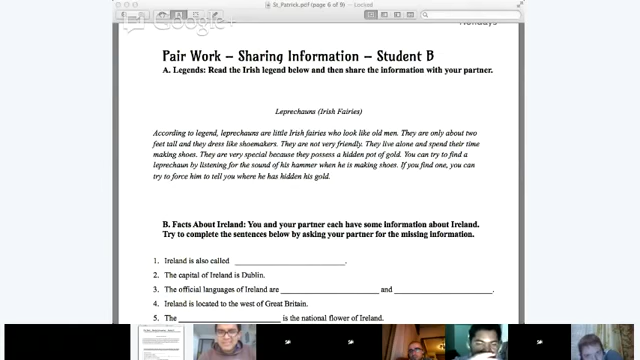 St_Patrick.pdf (page 6 of 9) — Locked
Google+
Holidays
Pair Work – Sharing Information – Student B
A. Legends: Read the Irish legend below and then share the information with your partner.
Leprechauns (Irish Fairies)
According to legend, leprechauns are little Irish fairies who look like old men. They are only about two
feet tall and they dress like shoemakers. They are not very friendly. They live alone and spend their time
making shoes. They are very special because they possess a hidden pot of gold. You can try to find a
leprechaun by listening for the sound of his hammer when he is making shoes. If you find one, you can
try to force him to tell you where he has hidden his gold.
B. Facts About Ireland: You and your partner each have some information about Ireland.
Try to complete the sentences below by asking your partner for the missing information.
1. Ireland is also called ____________________.
2. The capital of Ireland is Dublin.
3. The official languages of Ireland are ____________________ and ____________________.
4. Ireland is located to the west of Great Britain.
5. The ____________________ is the national flower of Ireland.